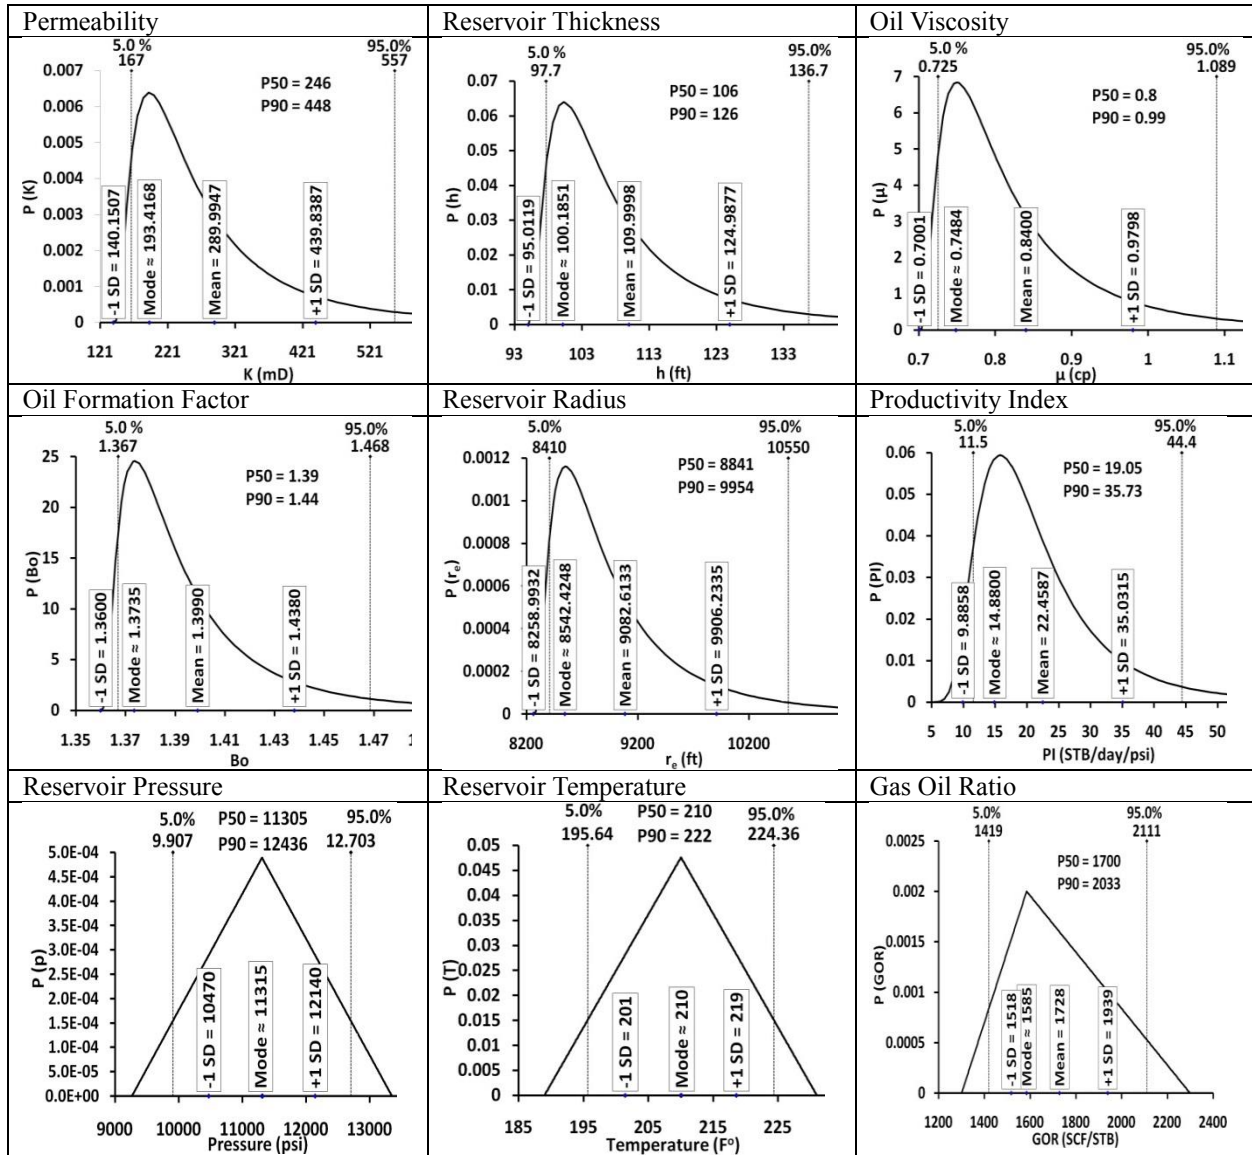 Permeability
5.0 %
167
95.0%
557
P50 = 246
P90 = 448
0.007
0.006
0.005
0.004
0.003
0.002
0.001
0
P (K)
-1 SD = 140.1507
Mode ≈ 193.4168
Mean = 289.9947
+1 SD = 439.8387
121
221
321
421
521
K (mD)
Reservoir Thickness
5.0 %
97.7
95.0%
136.7
P50 = 106
P90 = 126
0.07
0.06
0.05
0.04
0.03
0.02
0.01
0
P (h)
-1 SD = 95.0119
Mode ≈ 100.1851
Mean = 109.9998
+1 SD = 124.9877
93
103
113
123
133
h (ft)
Oil Viscosity
5.0 %
0.725
95.0%
1.089
P50 = 0.8
P90 = 0.99
7
6
5
4
3
2
1
0
P (μ)
-1 SD = 0.7001
Mode ≈ 0.7484
Mean = 0.8400
+1 SD = 0.9798
0.7
0.8
0.9
1
1.1
μ (cp)
Oil Formation Factor
5.0 %
1.367
95.0%
1.468
P50 = 1.39
P90 = 1.44
25
20
15
10
5
0
P (Bo)
-1 SD = 1.3600
Mode ≈ 1.3735
Mean = 1.3990
+1 SD = 1.4380
1.35
1.37
1.39
1.41
1.43
1.45
1.47
Bo
Reservoir Radius
5.0%
8410
95.0%
10550
P50 = 8841
P90 = 9954
0.0012
0.001
0.0008
0.0006
0.0004
0.0002
0
P (re)
-1 SD = 8258.9932
Mode ≈ 8542.4248
Mean = 9082.6133
+1 SD = 9906.2335
8200
9200
10200
re (ft)
Productivity Index
5.0%
11.5
95.0%
44.4
P50 = 19.05
P90 = 35.73
0.06
0.05
0.04
0.03
0.02
0.01
0
P (PI)
-1 SD = 9.8858
Mode ≈ 14.8800
Mean = 22.4587
+1 SD = 35.0315
5
10
15
20
25
30
35
40
45
50
PI (STB/day/psi)
Reservoir Pressure
5.0%
9.907
P50 = 11305
P90 = 12436
95.0%
12.703
5.0E-04
4.5E-04
4.0E-04
3.5E-04
3.0E-04
2.5E-04
2.0E-04
1.5E-04
1.0E-04
5.0E-05
0.0E+00
P (p)
-1 SD = 10470
Mode ≈ 11315
+1 SD = 12140
9000
10000
11000
12000
13000
Pressure (psi)
Reservoir Temperature
5.0%
195.64
P50 = 210
P90 = 222
95.0%
224.36
0.05
0.045
0.04
0.035
0.03
0.025
0.02
0.015
0.01
0.005
0
P (T)
-1 SD = 201
Mode ≈ 210
+1 SD = 219
185
195
205
215
225
Temperature (Fº)
Gas Oil Ratio
5.0%
1419
95.0%
2111
P50 = 1700
P90 = 2033
0.0025
0.002
0.0015
0.001
0.0005
0
P (GOR)
-1 SD = 1518
Mode ≈ 1585
Mean = 1728
+1 SD = 1939
1200
1400
1600
1800
2000
2200
2400
GOR (SCF/STB)